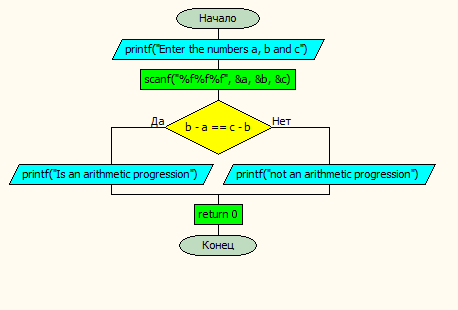 Начало
printf("Enter the numbers a, b and c")
scanf("%f%f%f", &a, &b, &c)
Да
b - a == c - b
Нет
printf("Is an arithmetic progression")
printf("not an arithmetic progression")
return 0
Конец